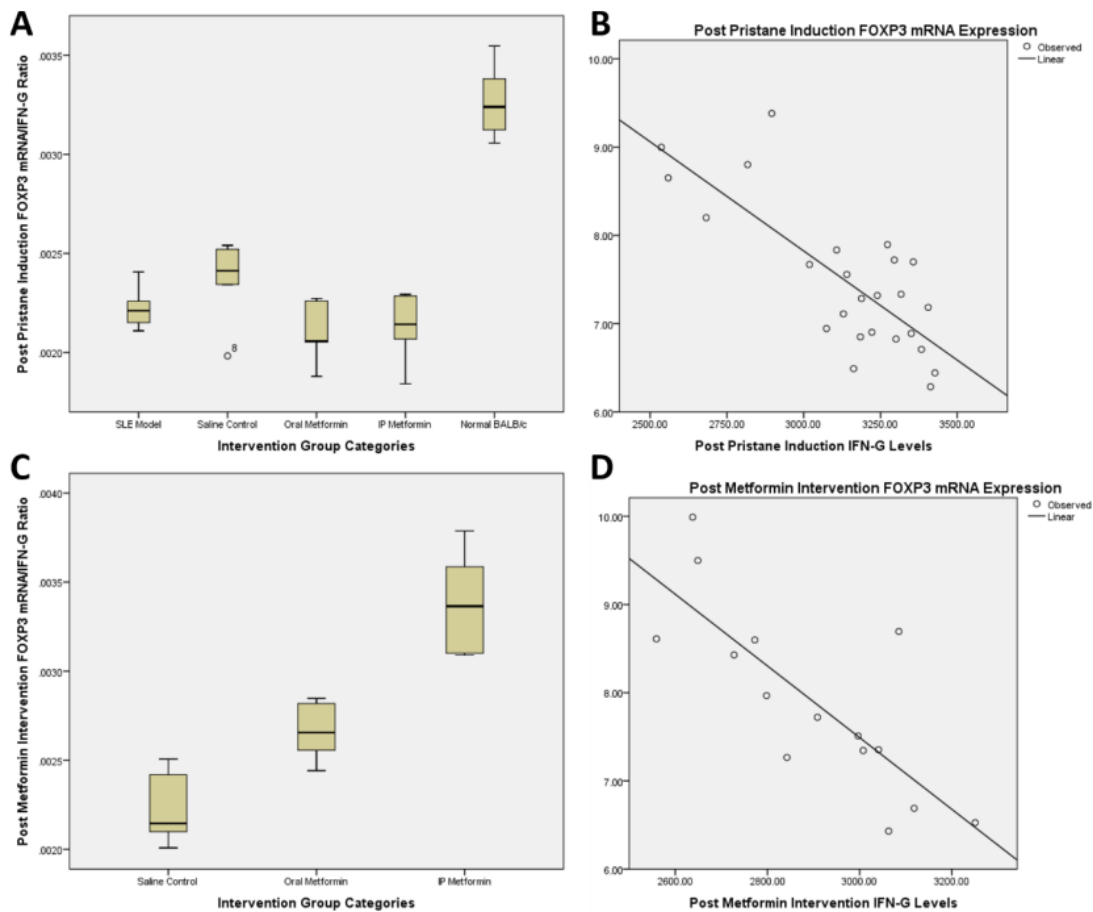 A
Post Pristane Induction FOXP3 mRNA/IFN-G Ratio
.0035
.0030
.0025
.0020
8
SLE Model Saline Control Oral Metformin IP Metformin Normal BALB/c
Intervention Group Categories
B
Post Pristane Induction FOXP3 mRNA Expression
Observed
Linear
10.00
9.00
8.00
7.00
6.00
2500.00 2750.00 3000.00 3250.00 3500.00
Post Pristane Induction IFN-G Levels
C
Post Metformin Intervention FOXP3 mRNA/IFN-G Ratio
.0040
.0035
.0030
.0025
.0020
Saline Control Oral Metformin IP Metformin
Intervention Group Categories
D
Post Metformin Intervention FOXP3 mRNA Expression
Observed
Linear
10.00
9.00
8.00
7.00
6.00
2600.00 2800.00 3000.00 3200.00
Post Metformin Intervention IFN-G Levels